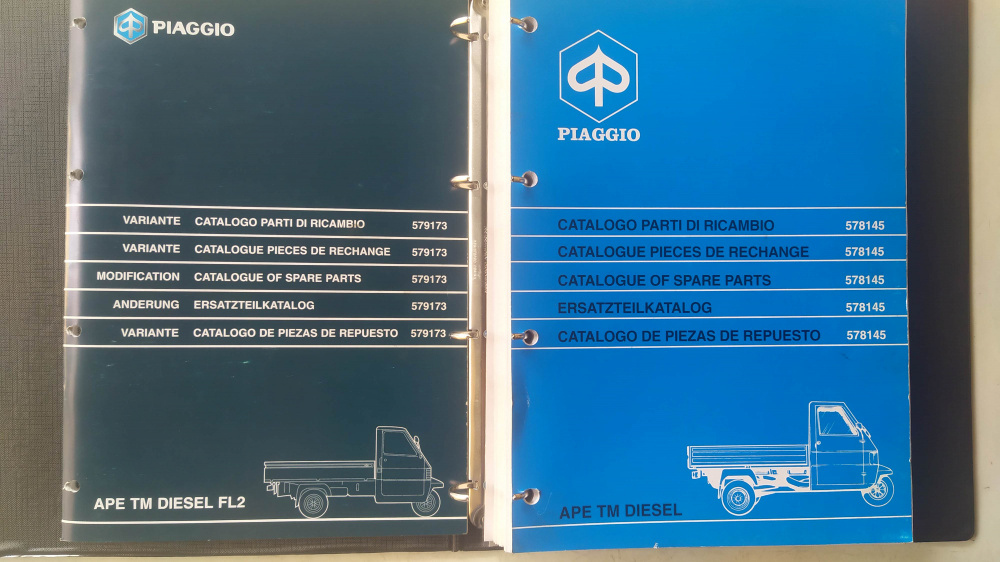 PIAGGIO
VARIANTE CATALOGO PARTI DI RICAMBIO 579173
VARIANTE CATALOGUE PIECES DE RECHANGE 579173
MODIFICATION CATALOGUE OF SPARE PARTS 579173
ANDERUNG ERSATZTEILKATALOG 579173
VARIANTE CATALOGO DE PIEZAS DE REPUESTO 579173
APE TM DIESEL FL2
PIAGGIO
CATALOGO PARTI DI RICAMBIO 578145
CATALOGUE PIECES DE RECHANGE 578145
CATALOGUE OF SPARE PARTS 578145
ERSATZTEILKATALOG 578145
CATALOGO DE PIEZAS DE REPUESTO 578145
APE TM DIESEL